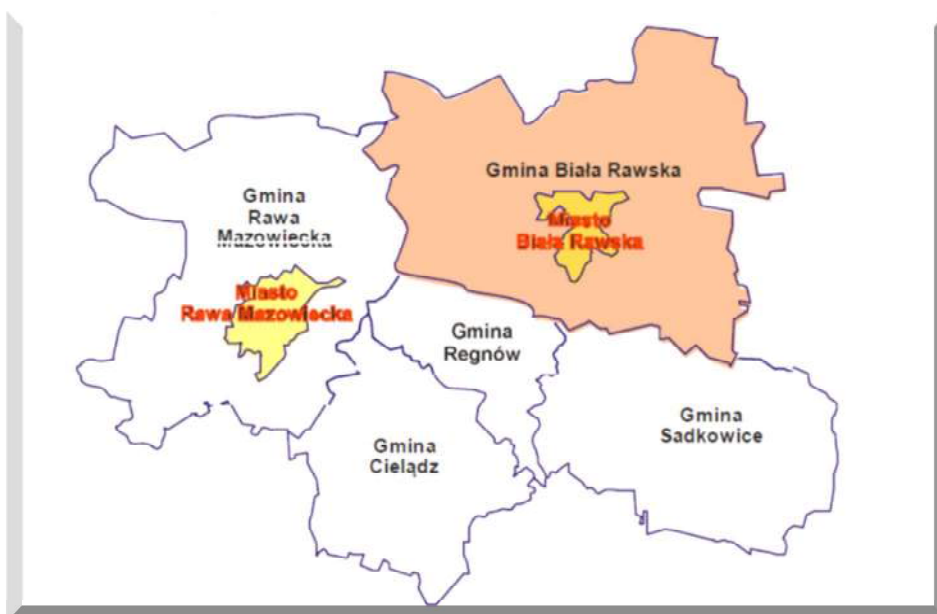 Gmina Biała Rawska
Miasto
Biała Rawska
Gmina
Rawa
Mazowiecka
Miasto
Rawa Mazowiecka
Gmina
Regnów
Gmina
Sadkowice
Gmina
Cielądz